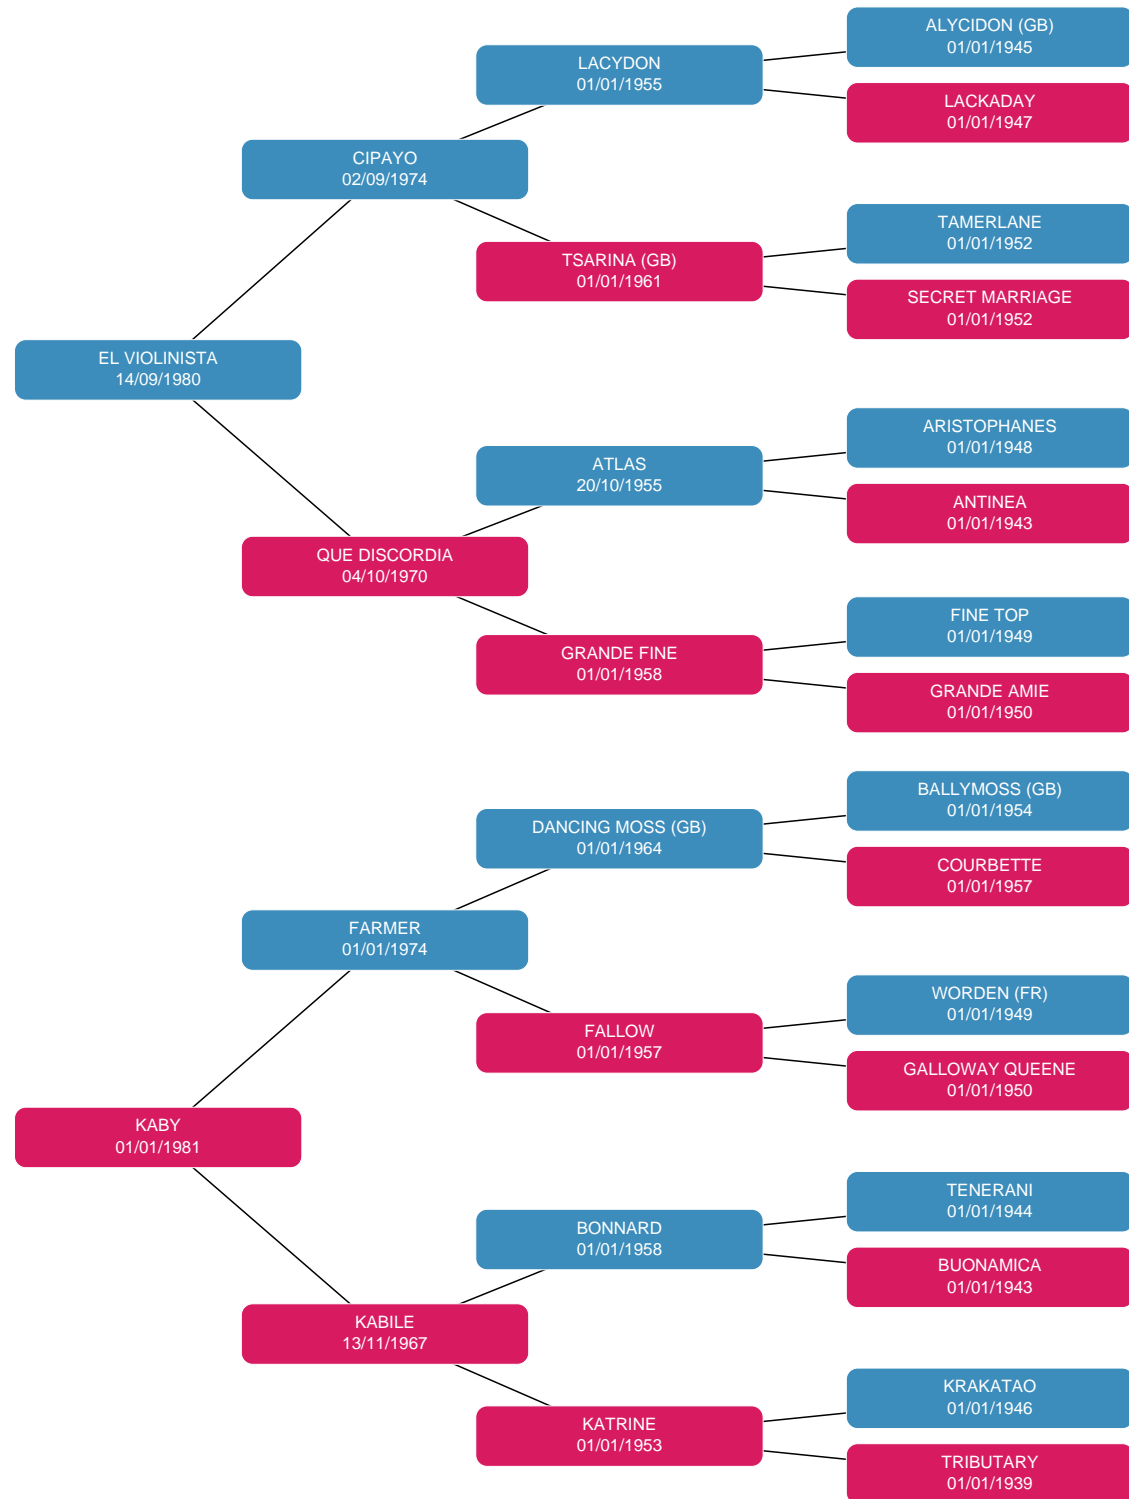 ALYCIDON (GB)
01/01/1945
LACYDON
01/01/1955
LACKADAY
01/01/1947
CIPAYO
02/09/1974
TAMERLANE
01/01/1952
TSARINA (GB)
01/01/1961
SECRET MARRIAGE
01/01/1952
EL VIOLINISTA
14/09/1980
ARISTOPHANES
01/01/1948
ATLAS
20/10/1955
ANTINEA
01/01/1943
QUE DISCORDIA
04/10/1970
FINE TOP
01/01/1949
GRANDE FINE
01/01/1958
GRANDE AMIE
01/01/1950
BALLYMOSS (GB)
01/01/1954
DANCING MOSS (GB)
01/01/1964
COURBETTE
01/01/1957
FARMER
01/01/1974
WORDEN (FR)
01/01/1949
FALLOW
01/01/1957
GALLOWAY QUEENE
01/01/1950
KABY
01/01/1981
TENERANI
01/01/1944
BONNARD
01/01/1958
BUONAMICA
01/01/1943
KABILE
13/11/1967
KRAKATAO
01/01/1946
KATRINE
01/01/1953
TRIBUTARY
01/01/1939